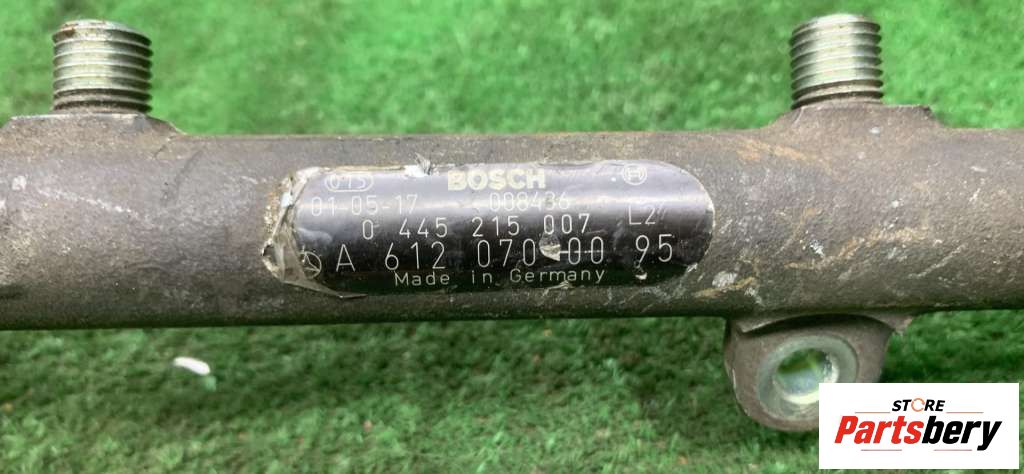 015 BOSCH
01-05-17 008436
0 445 215 007 L2
A 612 070 00 95
Made in Germany
STORE
Partsbery